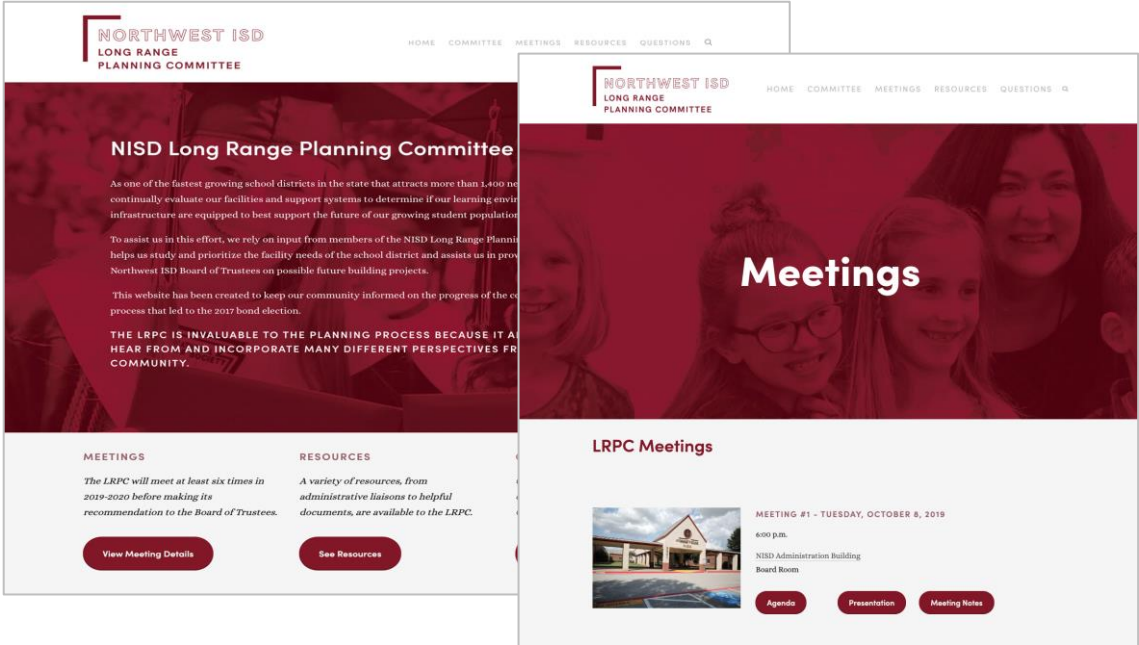 NORTHWEST ISD
LONG RANGE
PLANNING COMMITTEE
HOME COMMITTEE MEETINGS RESOURCES QUESTIONS
NISD Long Range Planning Committee
As one of the fastest growing school districts in the state that attracts more than 1,400 ne
continually evaluate our facilities and support systems to determine if our learning envir
infrastructure are equipped to best support the future of our growing student population
To assist us in this effort, we rely on input from members of the NISD Long Range Planni
helps us study and prioritize the facility needs of the school district and assists us in prov
Northwest ISD Board of Trustees on possible future building projects.
This website has been created to keep our community informed on the progress of the c
process that led to the 2017 bond election.
THE LRPC IS INVALUABLE TO THE PLANNING PROCESS BECAUSE IT A
HEAR FROM AND INCORPORATE MANY DIFFERENT PERSPECTIVES FR
COMMUNITY.
MEETINGS
The LRPC will meet at least six times in
2019-2020 before making its
recommendation to the Board of Trustees.
View Meeting Details
RESOURCES
A variety of resources, from
administrative liaisons to helpful
documents, are available to the LRPC.
See Resources
NORTHWEST ISD
LONG RANGE
PLANNING COMMITTEE
HOME COMMITTEE MEETINGS RESOURCES QUESTIONS
Meetings
LRPC Meetings
MEETING #1 - TUESDAY, OCTOBER 8, 2019
6:00 p.m.
NISD Administration Building
Board Room
Agenda Presentation Meeting Notes